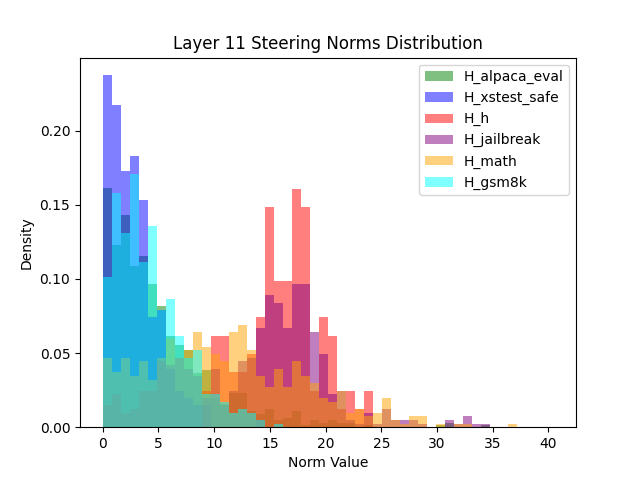 Layer 11 Steering Norms Distribution
H_alpaca_eval
H_xstest_safe
H_h
H_jailbreak
H_math
H_gsm8k
Density
0.20
0.15
0.10
0.05
0.00
0 5 10 15 20 25 30 35 40
Norm Value